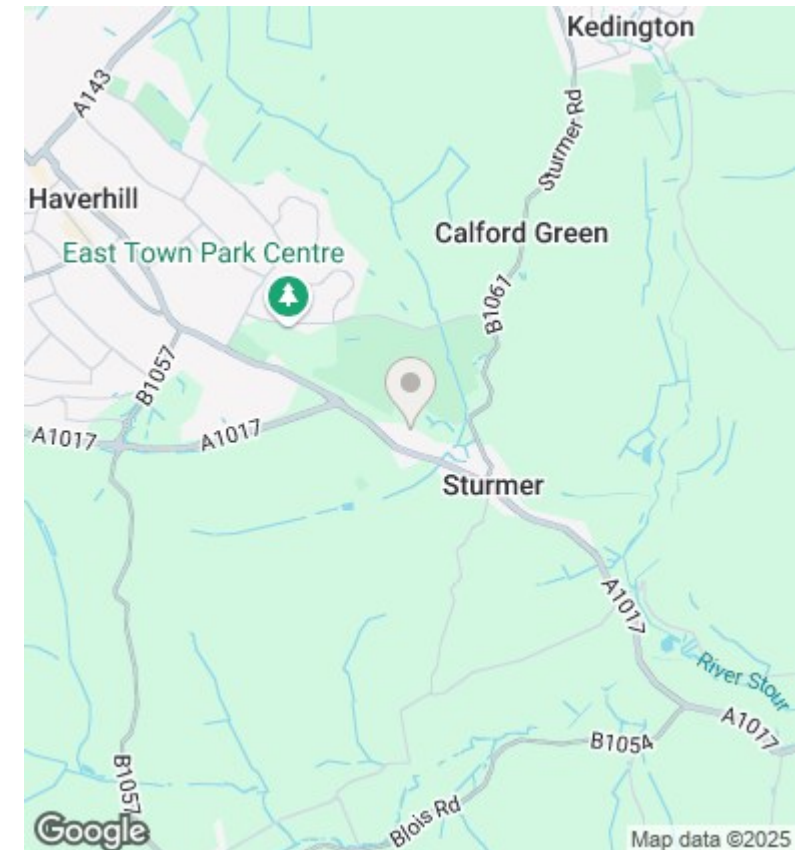 Kedington
A143
Sturmer Rd
Haverhill
Calford Green
East Town Park Centre
B1061
B1057
A1017
A1017
Sturmer
A1017
River Stour
A1017
B1054
B1057
Blois Rd
Google
Map data ©2025